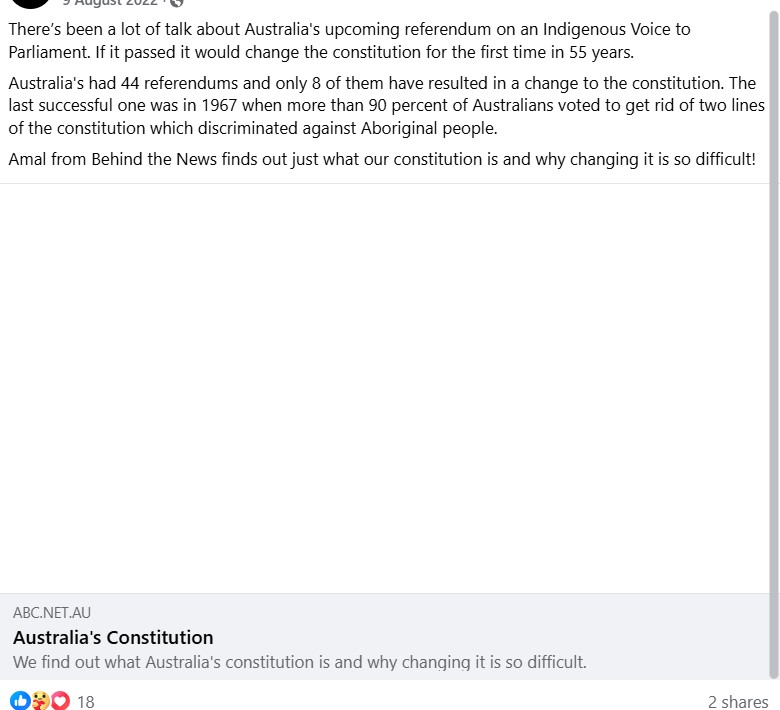 9 August 2022 ·
There's been a lot of talk about Australia's upcoming referendum on an Indigenous Voice to
Parliament. If it passed it would change the constitution for the first time in 55 years.
Australia's had 44 referendums and only 8 of them have resulted in a change to the constitution. The
last successful one was in 1967 when more than 90 percent of Australians voted to get rid of two lines
of the constitution which discriminated against Aboriginal people.
Amal from Behind the News finds out just what our constitution is and why changing it is so difficult!
ABC.NET.AU
Australia's Constitution
We find out what Australia's constitution is and why changing it is so difficult.
18
2 shares